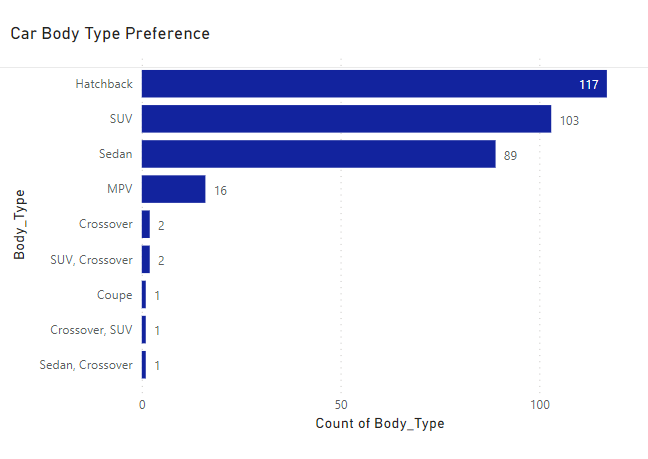 Car Body Type Preference
Body_Type
Hatchback 117
SUV 103
Sedan 89
MPV 16
Crossover 2
SUV, Crossover 2
Coupe 1
Crossover, SUV 1
Sedan, Crossover 1
0 50 100
Count of Body_Type